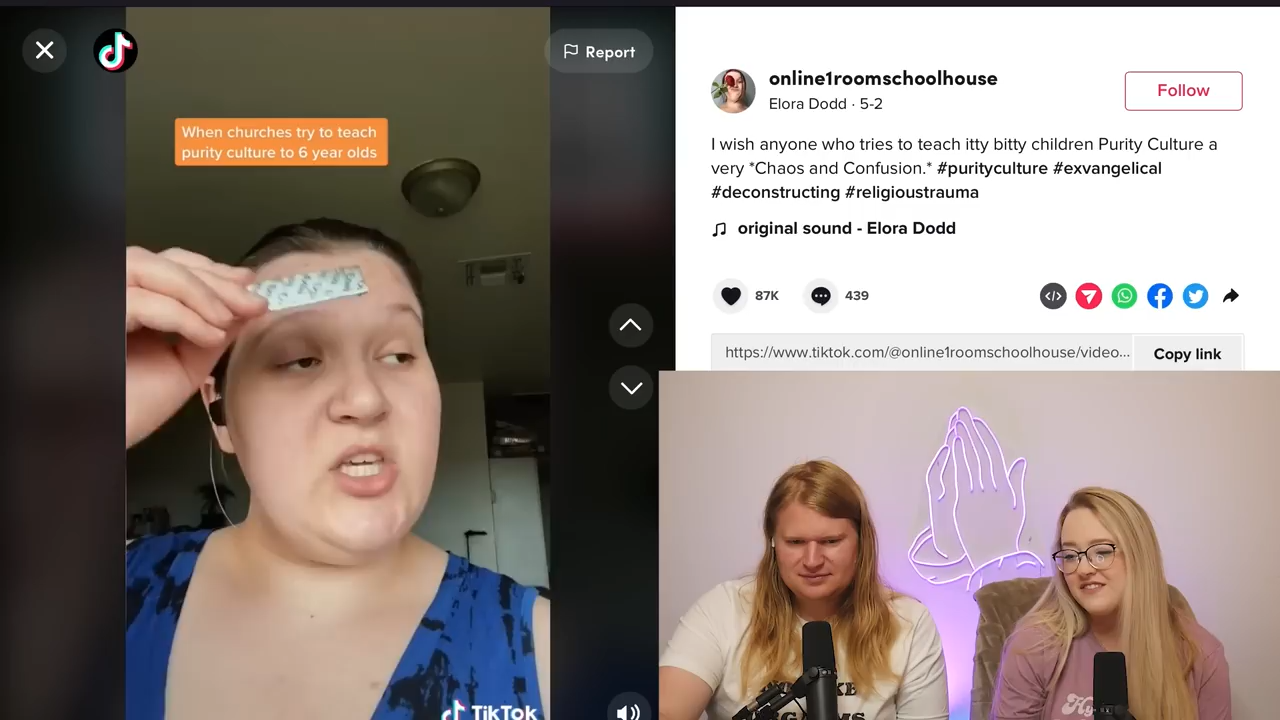 Report
When churches try to teach
purity culture to 6 year olds
TikTok
online1roomschoolhouse
Elora Dodd · 5-2
Follow
I wish anyone who tries to teach itty bitty children Purity Culture a
very *Chaos and Confusion.* #purityculture #exvangelical
#deconstructing #religioustrauma
original sound - Elora Dodd
87K
439
https://www.tiktok.com/@online1roomschoolhouse/video...
Copy link